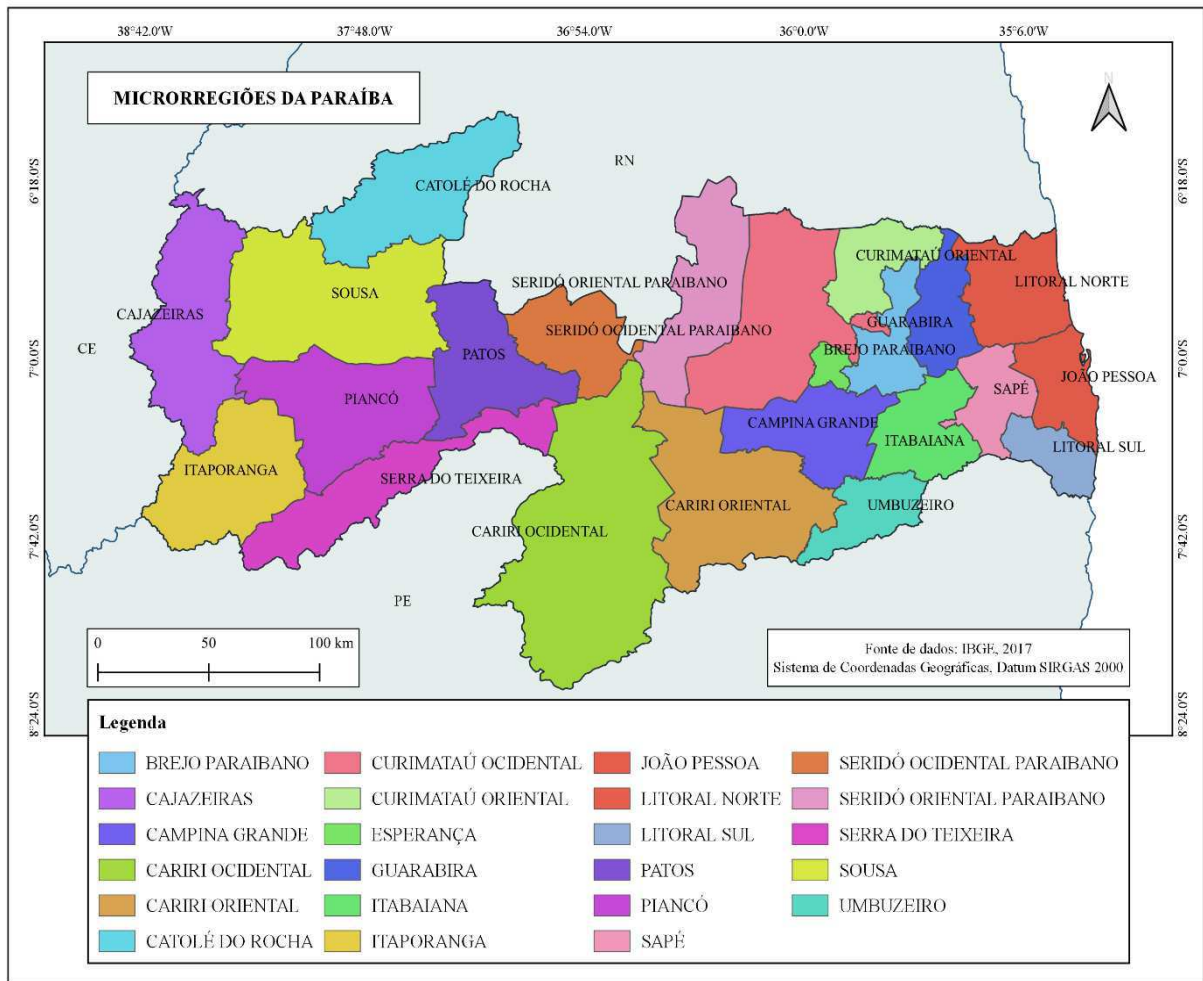 38°42.0'W 37°48.0'W 36°54.0'W 36°0.0'W 35°6.0'W
MICRORREGIÕES DA PARAÍBA
N
RN
6°18.0'S
6°18.0'S
CATOLÉ DO ROCHA
CURIMATAÚ ORIENTAL
SERIDÓ ORIENTAL PARAIBANO
LITORAL NORTE
SOUSA
CAJAZEIRAS
GUARABIRA
SERIDÓ OCIDENTAL PARAIBANO
CE
7°0.0'S
7°0.0'S
PATOS
BREJO PARAIBANO
JOÃO PESSOA
SAPÉ
PIANCÓ
CAMPINA GRANDE
ITABAIANA
LITORAL SUL
ITAPORANGA
SERRA DO TEIXEIRA
CARIRI ORIENTAL
UMBUZEIRO
CARIRI OCIDENTAL
7°42.0'S
7°42.0'S
PE
0 50 100 km
Fonte de dados: IBGE, 2017
Sistema de Coordenadas Geográficas, Datum SIRGAS 2000
8°24.0'S
8°24.0'S
Legenda
BREJO PARAIBANO
CAJAZEIRAS
CAMPINA GRANDE
CARIRI OCIDENTAL
CARIRI ORIENTAL
CATOLÉ DO ROCHA
CURIMATAÚ OCIDENTAL
CURIMATAÚ ORIENTAL
ESPERANÇA
GUARABIRA
ITABAIANA
ITAPORANGA
JOÃO PESSOA
LITORAL NORTE
LITORAL SUL
PATOS
PIANCÓ
SAPÉ
SERIDÓ OCIDENTAL PARAIBANO
SERIDÓ ORIENTAL PARAIBANO
SERRA DO TEIXEIRA
SOUSA
UMBUZEIRO